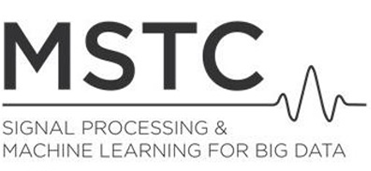 MSTC
SIGNAL PROCESSING &
MACHINE LEARNING FOR BIG DATA